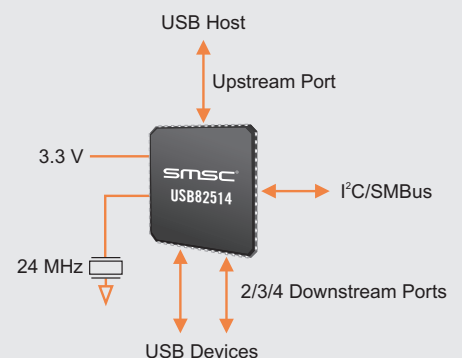 USB Host
Upstream Port
3.3 V
smsc®
USB82514
I²C/SMBus
24 MHz
2/3/4 Downstream Ports
USB Devices